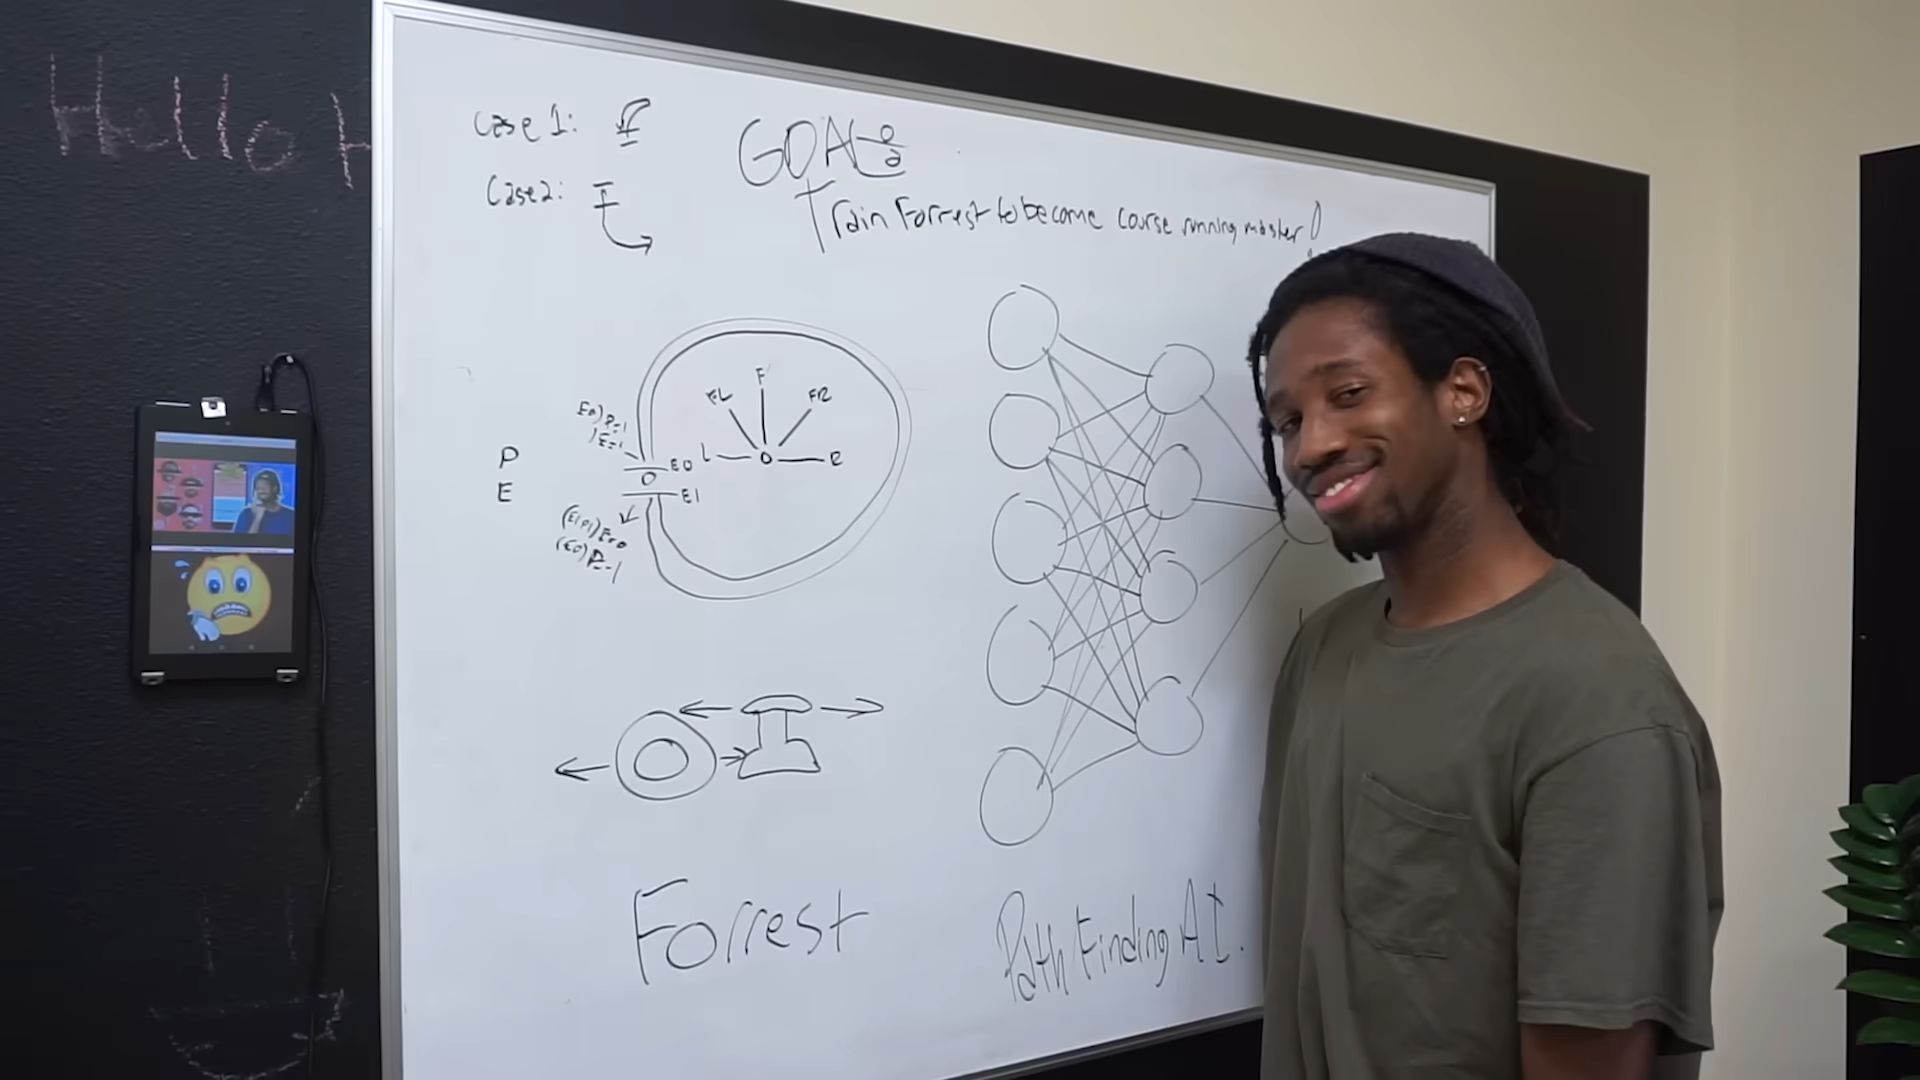 Hello H
Case 1:
Case 2:
GOAL:
Train Forrest to become course running master!
F
FL
FR
L
O
R
P
E
E0
E1
Forrest
Path Finding AI.